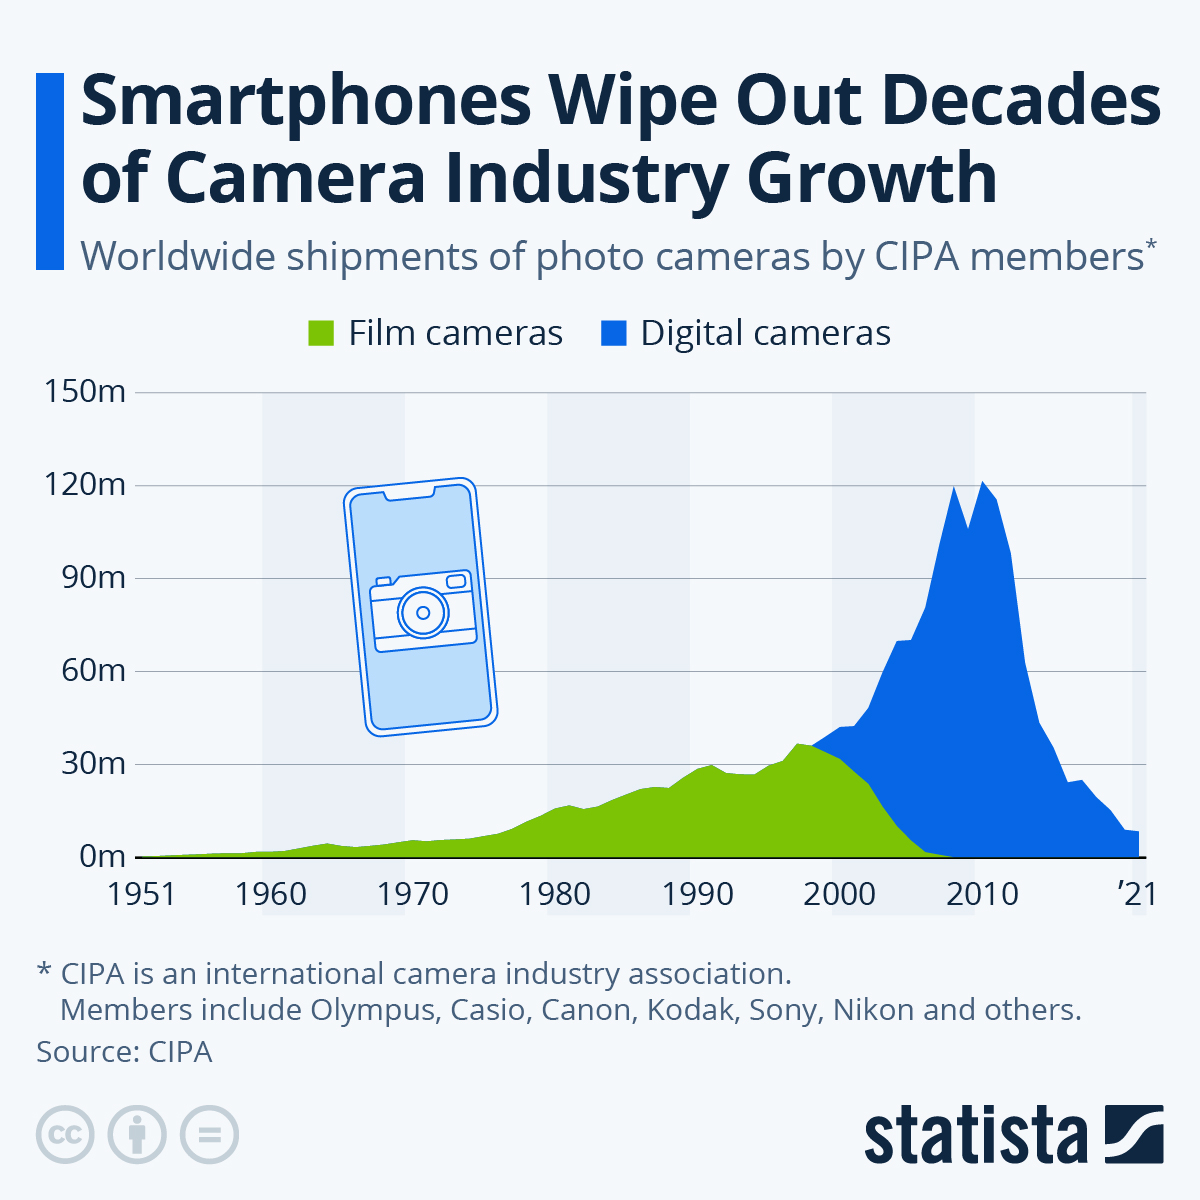 Smartphones Wipe Out Decades
of Camera Industry Growth
Worldwide shipments of photo cameras by CIPA members*
Film cameras Digital cameras
150m
120m
90m
60m
30m
0m
1951 1960 1970 1980 1990 2000 2010 ’21
* CIPA is an international camera industry association.
Members include Olympus, Casio, Canon, Kodak, Sony, Nikon and others.
Source: CIPA
cc
statista